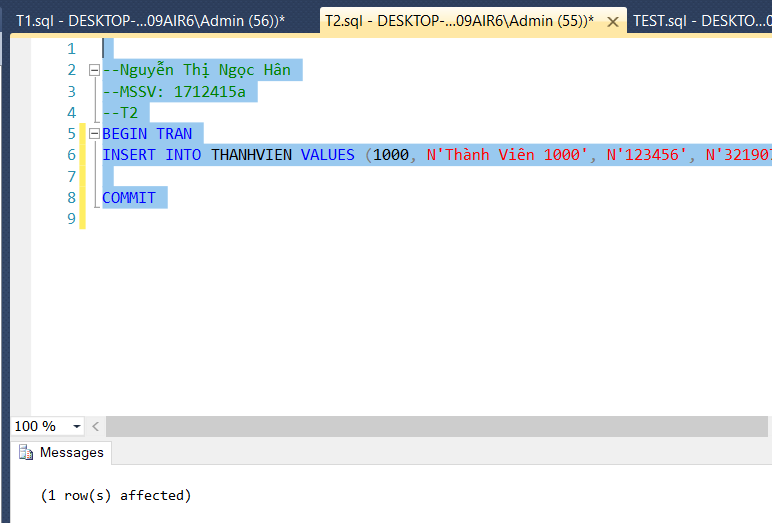 T1.sql - DESKTOP-...09AIR6\Admin (56))* T2.sql - DESKTOP-...09AIR6\Admin (55))* TEST.sql - DESKTO...0
1
2 --Nguyễn Thị Ngọc Hân
3 --MSSV: 1712415a
4 --T2
5 BEGIN TRAN
6 INSERT INTO THANHVIEN VALUES (1000, N'Thành Viên 1000', N'123456', N'32190
7
8 COMMIT
9
100 %
Messages
(1 row(s) affected)